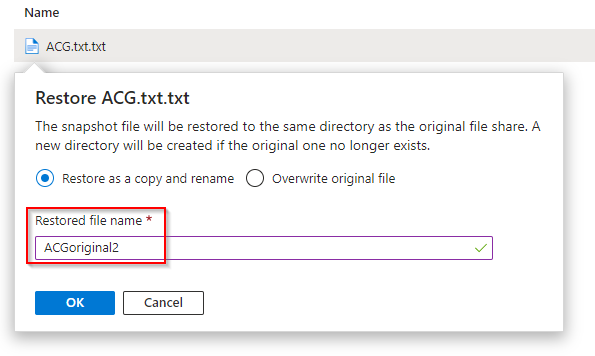 Name
ACG.txt.txt
Restore ACG.txt.txt
The snapshot file will be restored to the same directory as the original file share. A
new directory will be created if the original one no longer exists.
Restore as a copy and rename Overwrite original file
Restored file name *
ACGoriginal2
OK Cancel